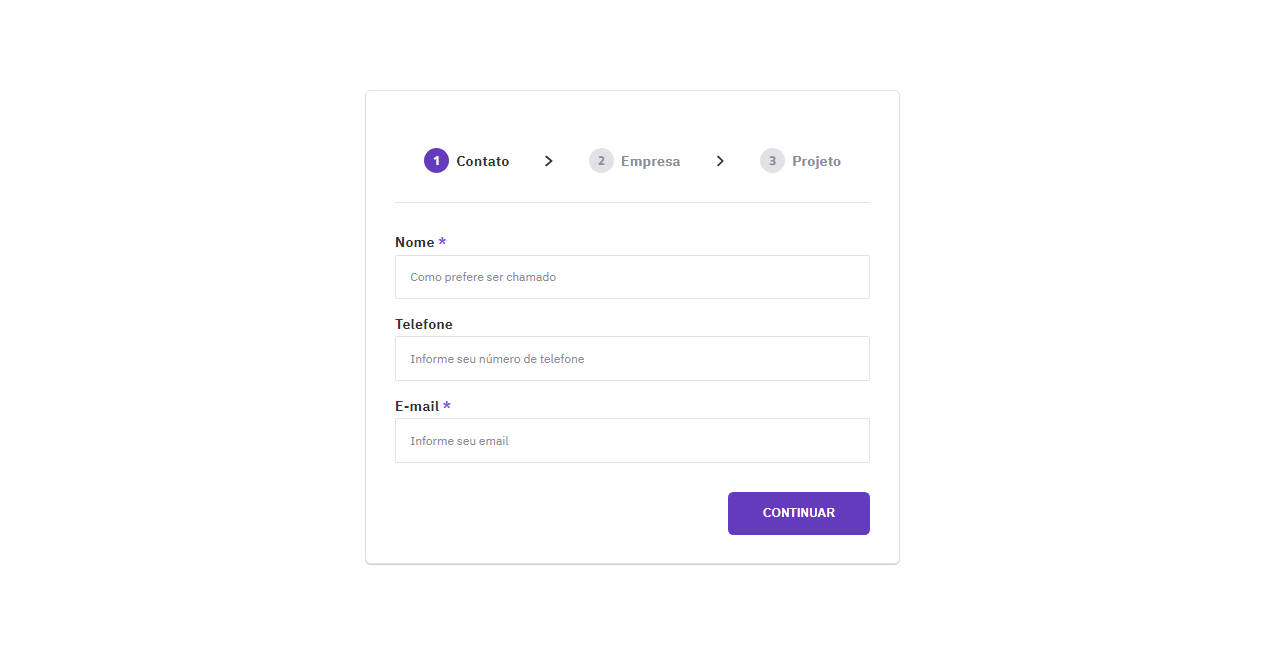 1 Contato > 2 Empresa > 3 Projeto
Nome *
Como prefere ser chamado
Telefone
Informe seu número de telefone
E-mail *
Informe seu email
CONTINUAR